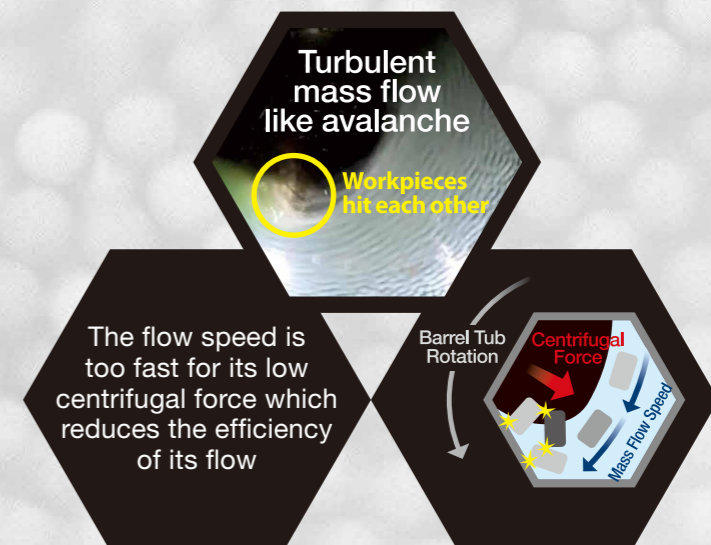 Turbulent
mass flow
like avalanche
Workpieces
hit each other
The flow speed is
too fast for its low
centrifugal force which
reduces the efficiency
of its flow
Barrel Tub
Rotation
Centrifugal
Force
Mass Flow Speed